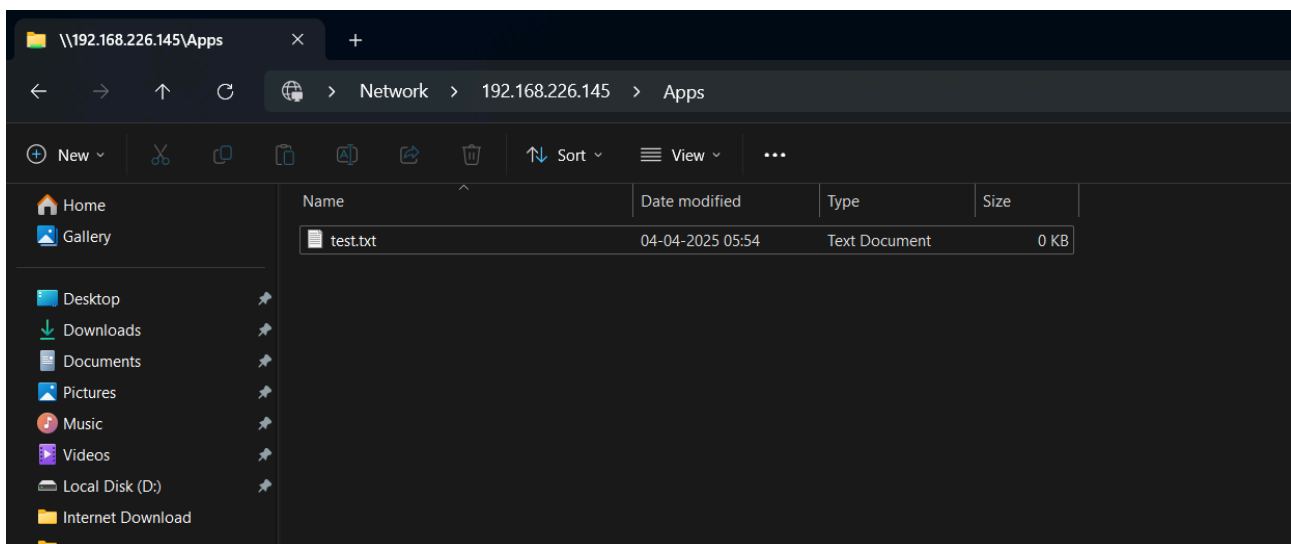 \\192.168.226.145\Apps
Network > 192.168.226.145 > Apps
New Sort View
Name Date modified Type Size
Home
Gallery
test.txt 04-04-2025 05:54 Text Document 0 KB
Desktop
Downloads
Documents
Pictures
Music
Videos
Local Disk (D:)
Internet Download